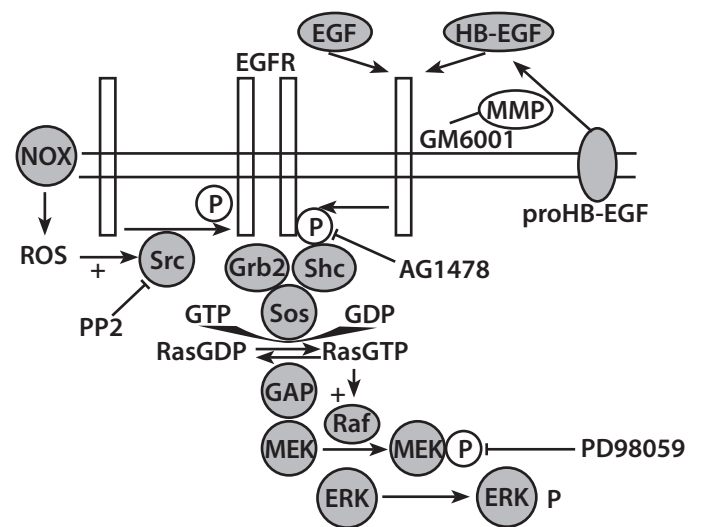 EGF
HB-EGF
EGFR
MMP
GM6001
NOX
proHB-EGF
P
P
ROS
+
Src
Grb2
Shc
AG1478
PP2
GTP
Sos
GDP
RasGDP
RasGTP
GAP
+
Raf
MEK
MEK
P
PD98059
ERK
ERK
P